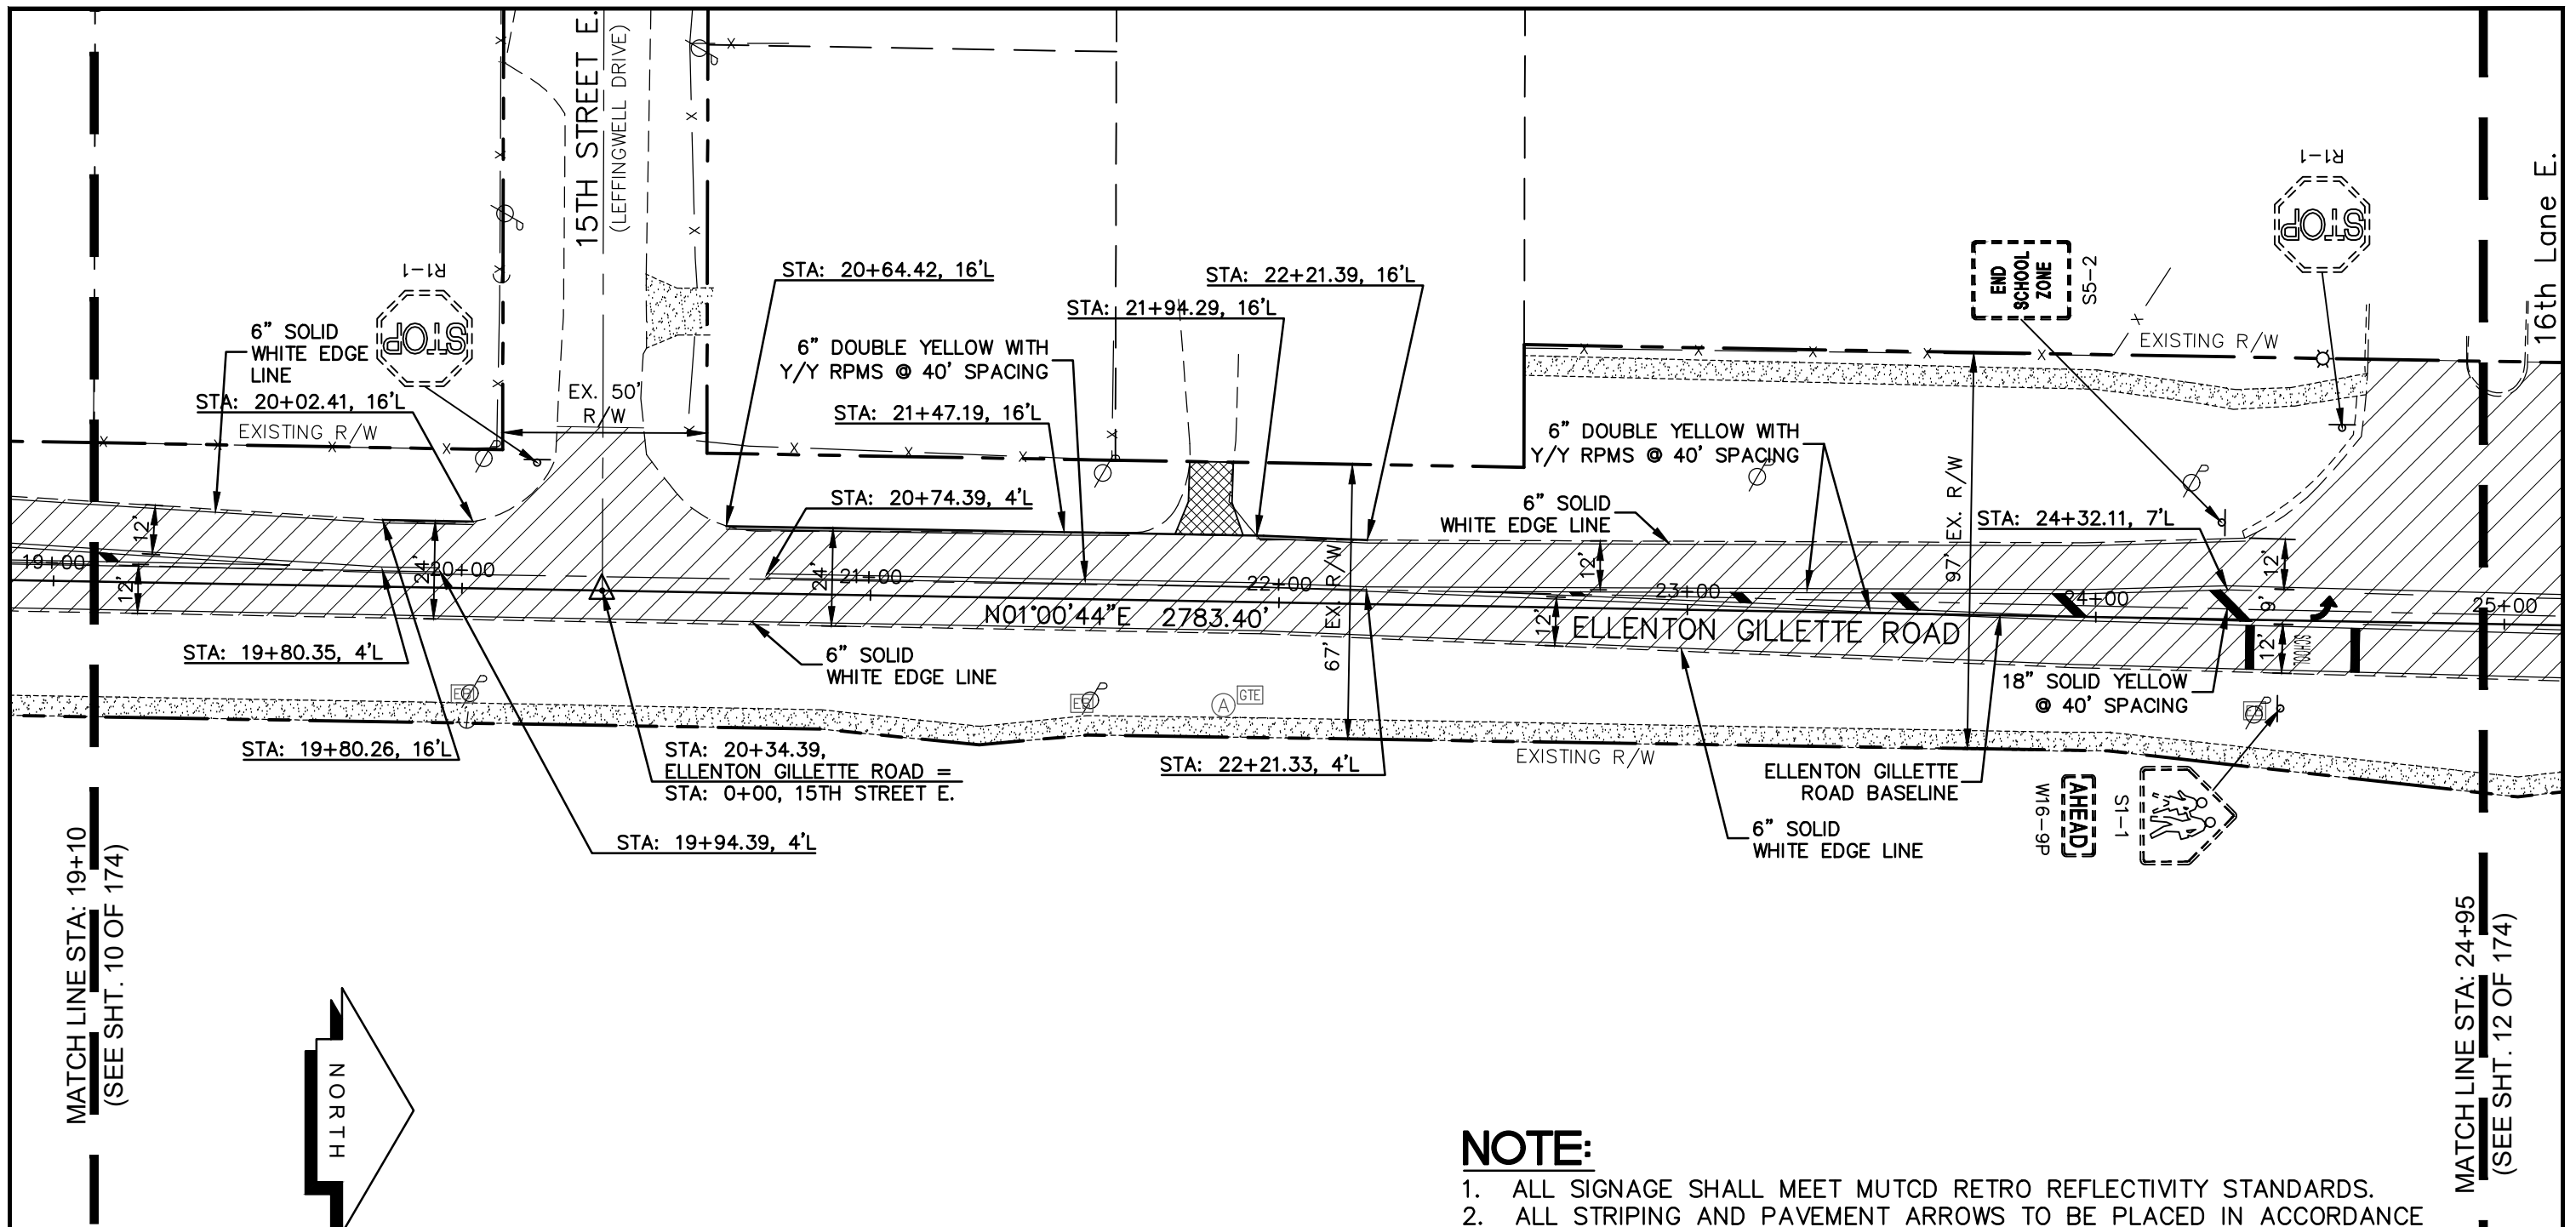 15TH STREET E.
(LEFFINGWELL DRIVE)
16th Lane E.
R1-1
STOP
R1-1
STOP
END
SCHOOL
ZONE
S5-2
STA: 20+64.42, 16'L
STA: 22+21.39, 16'L
STA: 21+94.29, 16'L
6" SOLID
WHITE EDGE
LINE
6" DOUBLE YELLOW WITH
Y/Y RPMS @ 40' SPACING
EXISTING R/W
STA: 20+02.41, 16'L
EX. 50'
R/W
STA: 21+47.19, 16'L
EXISTING R/W
6" DOUBLE YELLOW WITH
Y/Y RPMS @ 40' SPACING
STA: 20+74.39, 4'L
6" SOLID
WHITE EDGE LINE
97' EX. R/W
STA: 24+32.11, 7'L
12'
12'
24'
24'
12'
12'
12'
9'
12'
19+00
20+00
21+00
22+00
23+00
24+00
25+00
N01°00'44"E 2783.40'
ELLENTON GILLETTE ROAD
SCHOOL
67' EX. R/W
STA: 19+80.35, 4'L
6" SOLID
WHITE EDGE LINE
18" SOLID YELLOW
@ 40' SPACING
A
GTE
STA: 19+80.26, 16'L
STA: 20+34.39,
ELLENTON GILLETTE ROAD =
STA: 0+00, 15TH STREET E.
STA: 22+21.33, 4'L
EXISTING R/W
ELLENTON GILLETTE
ROAD BASELINE
W16-9P
AHEAD
S1-1
STA: 19+94.39, 4'L
6" SOLID
WHITE EDGE LINE
MATCH LINE STA: 19+10
(SEE SHT. 10 OF 174)
MATCH LINE STA: 24+95
(SEE SHT. 12 OF 174)
NORTH
NOTE:
1. ALL SIGNAGE SHALL MEET MUTCD RETRO REFLECTIVITY STANDARDS.
2. ALL STRIPING AND PAVEMENT ARROWS TO BE PLACED IN ACCORDANCE